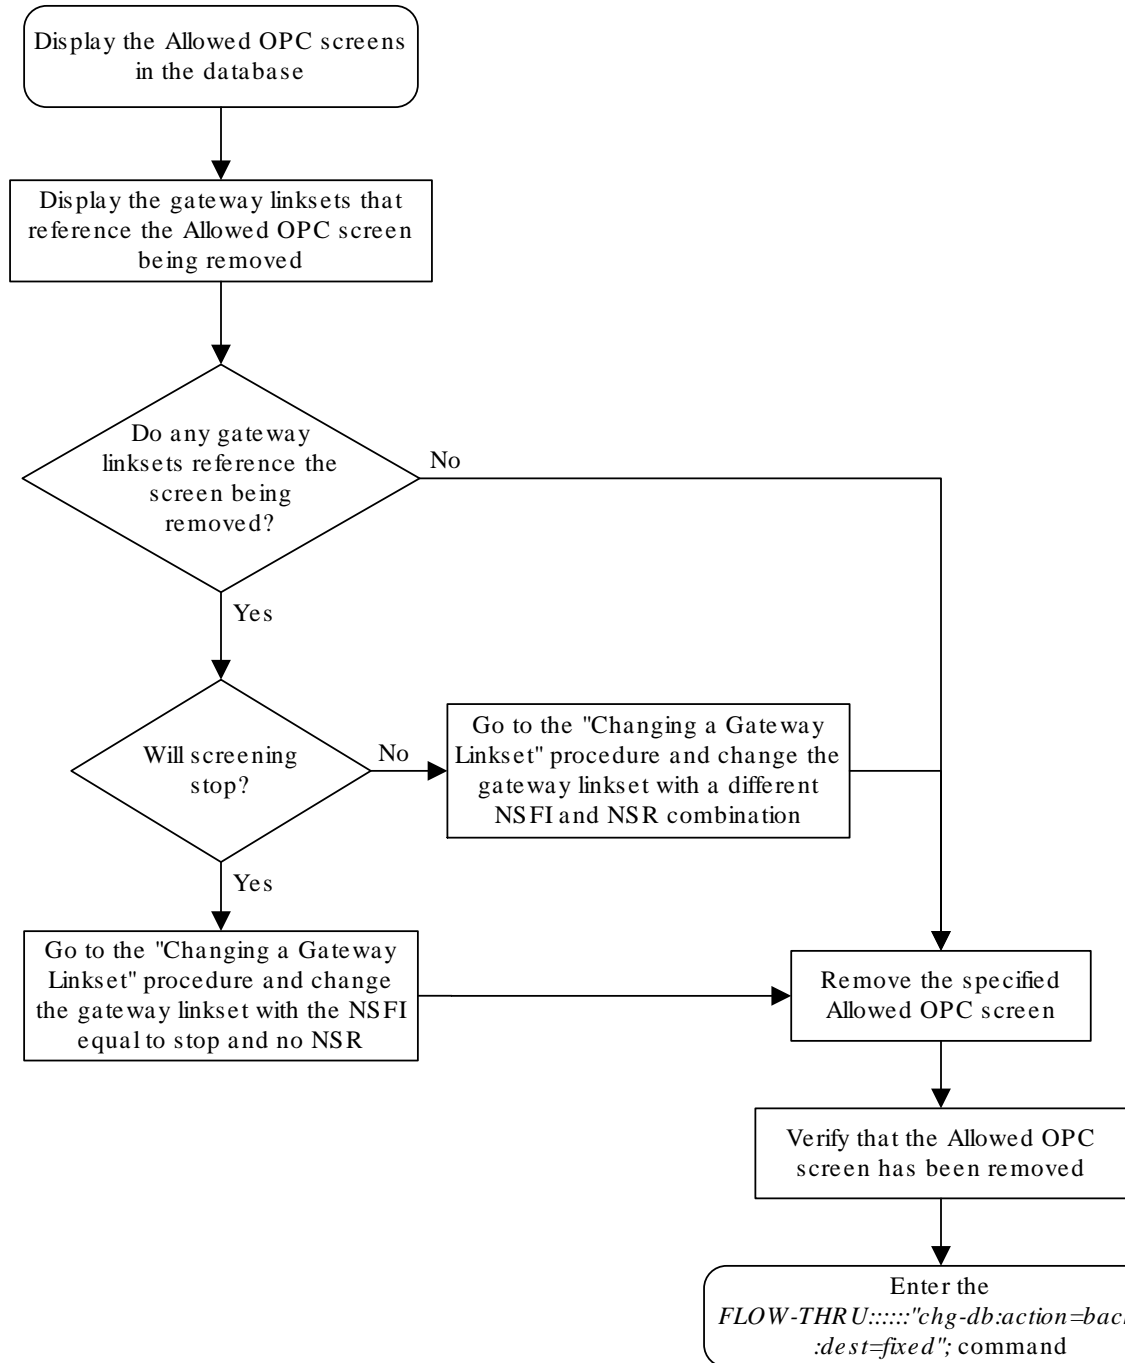 Display the Allowed OPC screens
in the database
Display the gateway linksets that
reference the Allowed OPC screen
being removed
Do any gateway
linksets reference the
screen being
removed?
No
Yes
Will screening
stop?
No
Go to the "Changing a Gateway
Linkset" procedure and change the
gateway linkset with a different
NSFI and NSR combination
Yes
Go to the "Changing a Gateway
Linkset" procedure and change
the gateway linkset with the NSFI
equal to stop and no NSR
Remove the specified
Allowed OPC screen
Verify that the Allowed OPC
screen has been removed
Enter the
FLOW-THRU::::::"chg-db:action=bac
:dest=fixed"; command